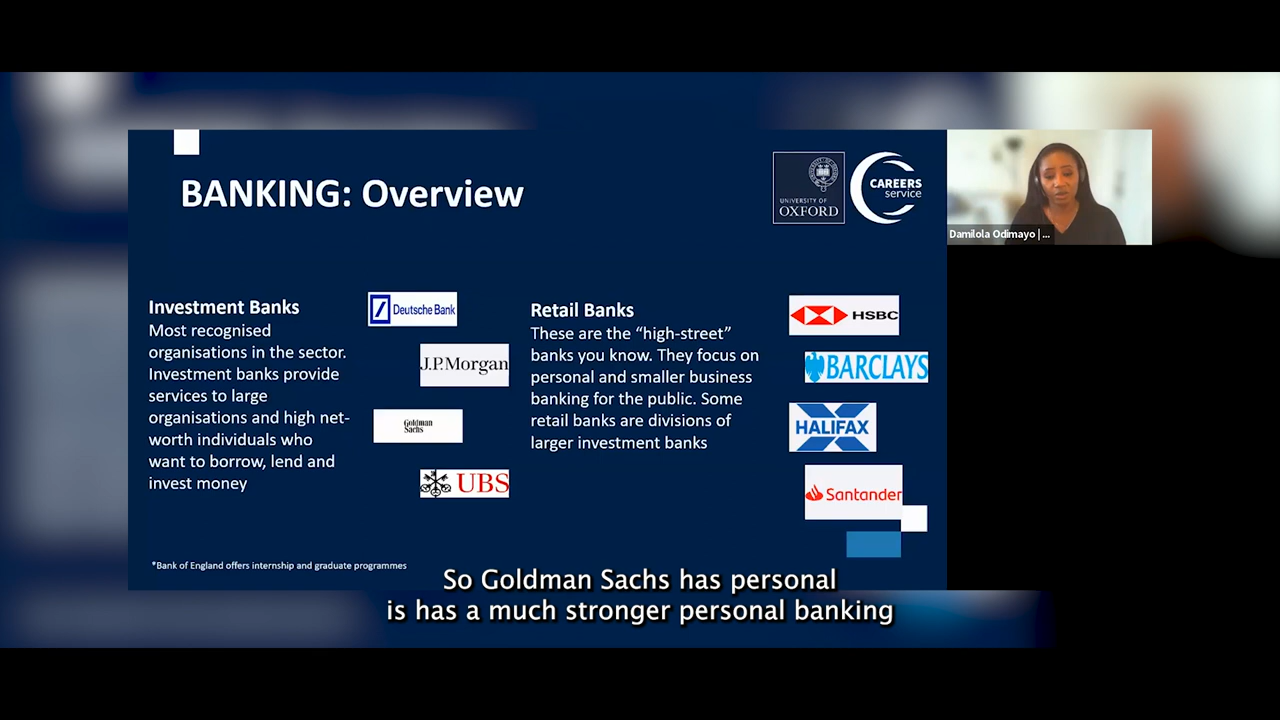 BANKING: Overview
UNIVERSITY OF
OXFORD
CAREERS
service
Damilola Odimayo | ...
Investment Banks
Most recognised
organisations in the sector.
Investment banks provide
services to large
organisations and high net-
worth individuals who
want to borrow, lend and
invest money
Deutsche Bank
J.P.Morgan
Goldman
Sachs
UBS
Retail Banks
These are the “high-street”
banks you know. They focus on
personal and smaller business
banking for the public. Some
retail banks are divisions of
larger investment banks
HSBC
BARCLAYS
HALIFAX
Santander
*Bank of England offers internship and graduate programmes
So Goldman Sachs has personal
is has a much stronger personal banking